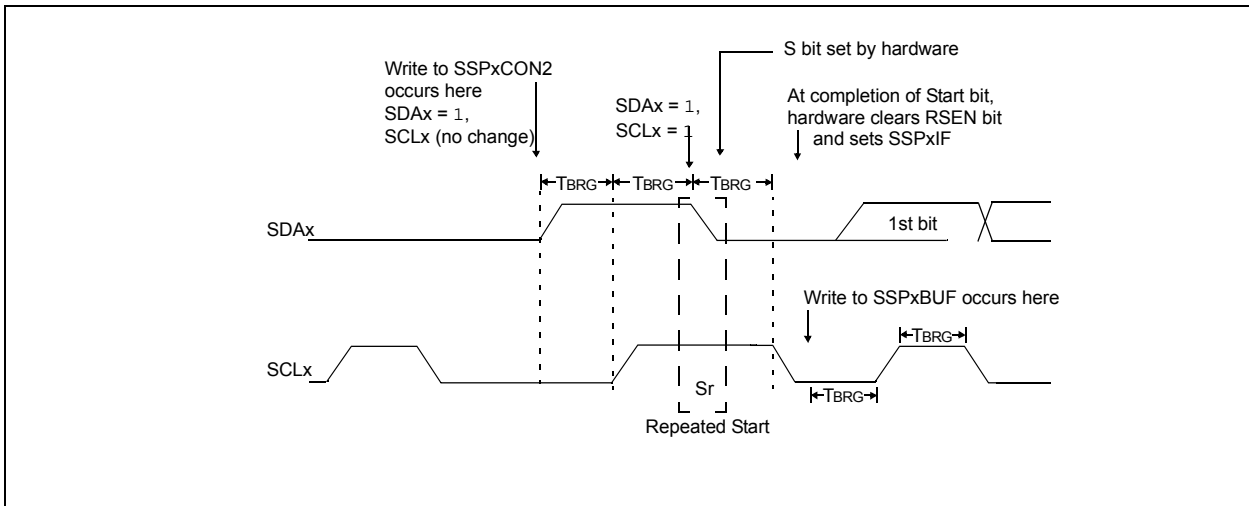 S bit set by hardware
Write to SSPxCON2
occurs here
SDAx = 1,
SCLx (no change)
SDAx = 1,
SCLx = 1
At completion of Start bit,
hardware clears RSEN bit
and sets SSPxIF
TBRG TBRG TBRG
SDAx
1st bit
Write to SSPxBUF occurs here
TBRG
SCLx
Sr
TBRG
Repeated Start